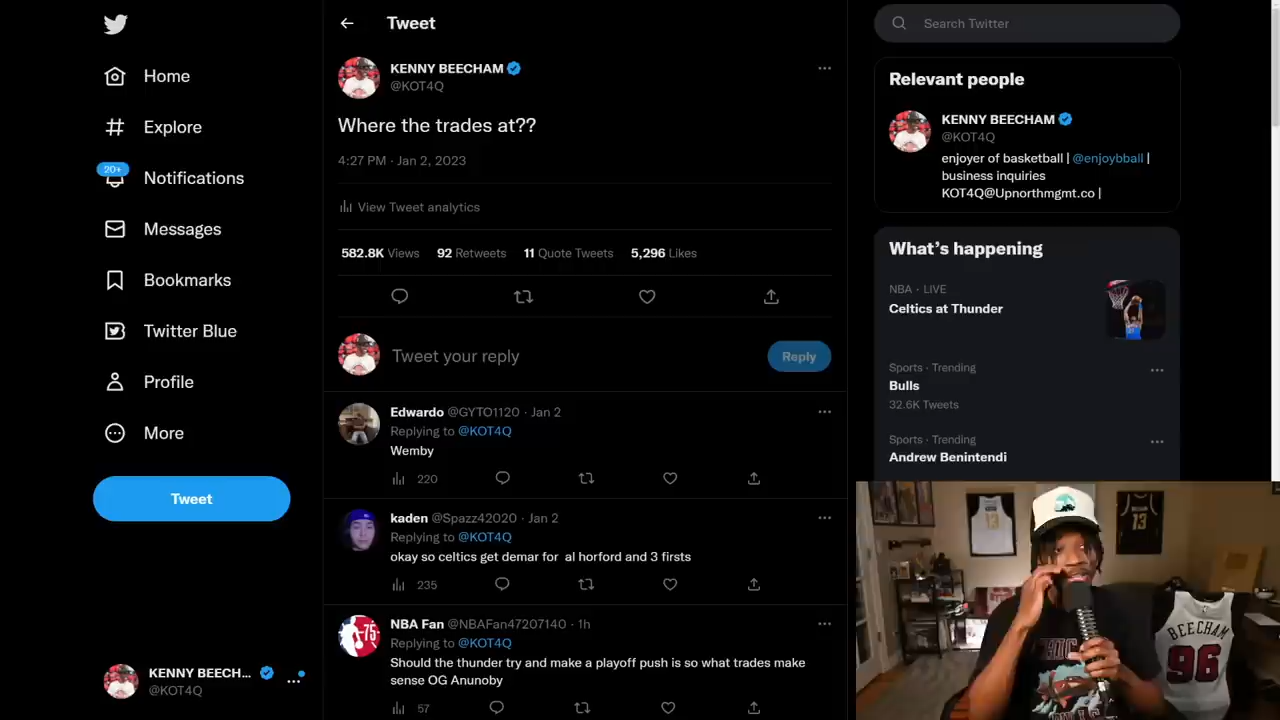 Home
Explore
20+
Notifications
Messages
Bookmarks
Twitter Blue
Profile
More
Tweet
KENNY BEECH...
@KOT4Q
Tweet
KENNY BEECHAM
@KOT4Q
Where the trades at??
4:27 PM · Jan 2, 2023
View Tweet analytics
582.8K Views 92 Retweets 11 Quote Tweets 5,296 Likes
Tweet your reply
Reply
Edwardo @GYTO1120 · Jan 2
Replying to @KOT4Q
Wemby
220
kaden @Spazz42020 · Jan 2
Replying to @KOT4Q
okay so celtics get demar for al horford and 3 firsts
235
75
NBA Fan @NBAFan47207140 · 1h
Replying to @KOT4Q
Should the thunder try and make a playoff push is so what trades make
sense OG Anunoby
57
Search Twitter
Relevant people
KENNY BEECHAM
@KOT4Q
enjoyer of basketball | @enjoybball |
business inquiries
KOT4Q@Upnorthmgmt.co |
What's happening
NBA · LIVE
Celtics at Thunder
Sports · Trending
Bulls
32.6K Tweets
Sports · Trending
Andrew Benintendi
13
13
BEECHAM
96